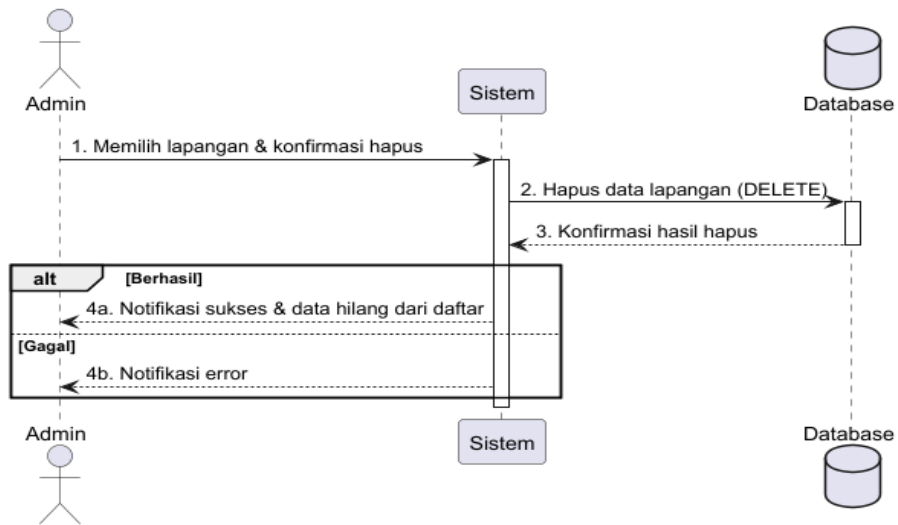 Admin
Sistem
Database
1. Memilih lapangan & konfirmasi hapus
2. Hapus data lapangan (DELETE)
3. Konfirmasi hasil hapus
alt [Berhasil]
4a. Notifikasi sukses & data hilang dari daftar
[Gagal]
4b. Notifikasi error
Admin
Sistem
Database